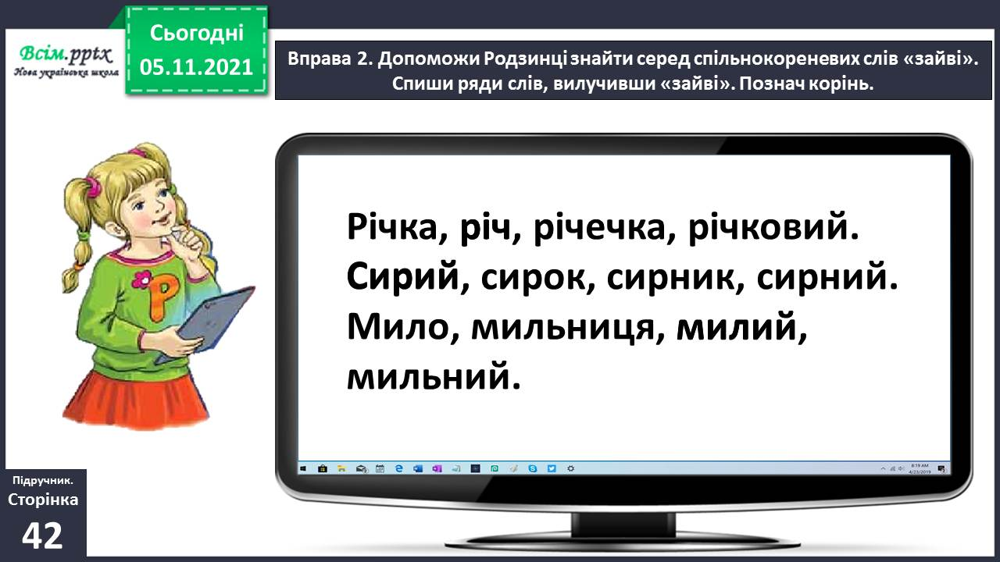 Всім.pptx
Нова українська школа
Сьогодні
05.11.2021
Вправа 2. Допоможи Родзинці знайти серед спільнокореневих слів «зайві».
Спиши ряди слів, вилучивши «зайві». Познач корінь.
Р
Річка, річ, річечка, річковий.
Сирий, сирок, сирник, сирний.
Мило, мильниця, милий,
мильний.
8:19 AM
4/23/2019
Підручник.
Сторінка
42